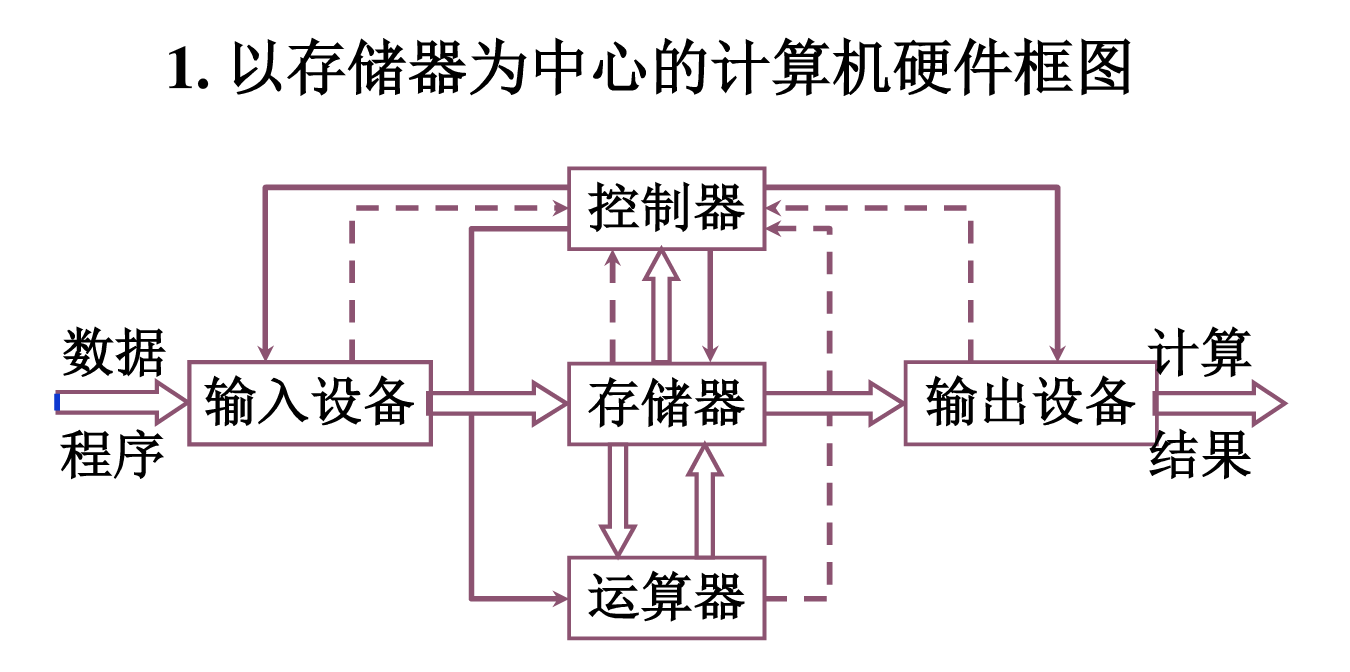 1. 以存储器为中心的计算机硬件框图
控制器
数据
计算
输入设备
存储器
输出设备
程序
结果
运算器